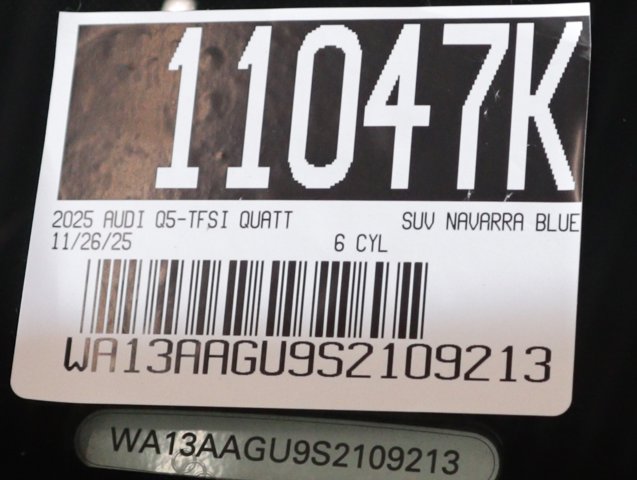 11047K
2025 AUDI Q5-TFSI QUATT SUV NAVARRA BLUE
11/26/25 6 CYL
WA13AAGU9S2109213
WA13AAGU9S2109213